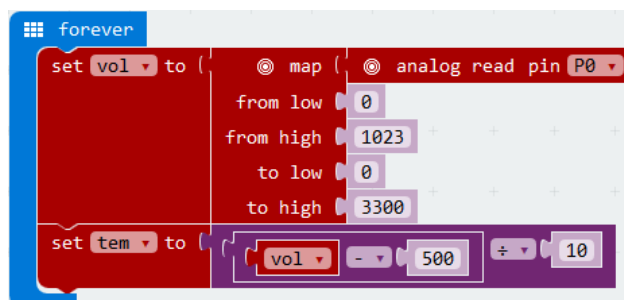 forever
set vol to map analog read pin P0
from low 0
from high 1023
to low 0
to high 3300
set tem to vol - 500 ÷ 10